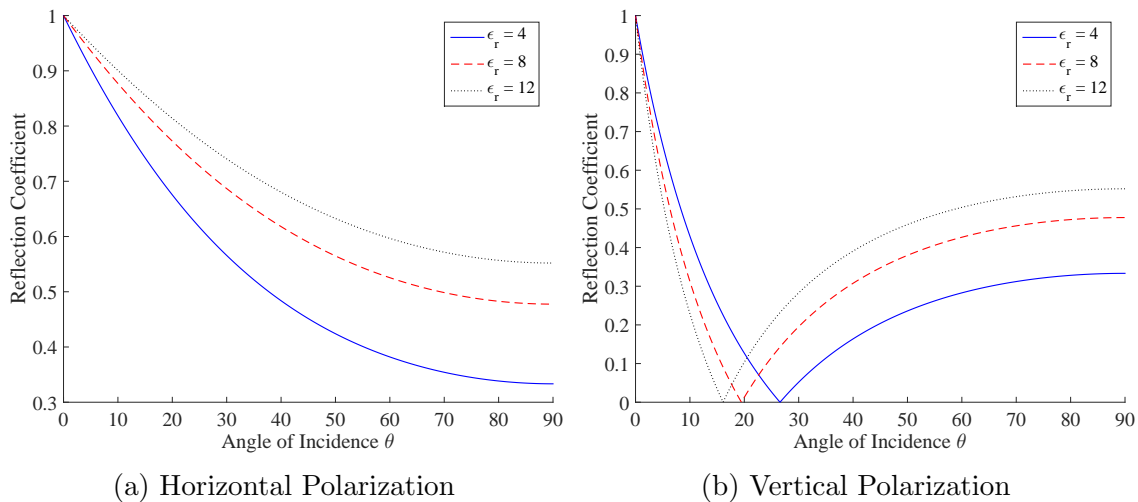 1
0.9
0.8
0.7
0.6
0.5
0.4
0.3
0 10 20 30 40 50 60 70 80 90
Reflection Coefficient
Angle of Incidence θ
ϵr = 4
ϵr = 8
ϵr = 12
(a) Horizontal Polarization
1
0.9
0.8
0.7
0.6
0.5
0.4
0.3
0.2
0.1
0
0 10 20 30 40 50 60 70 80 90
Reflection Coefficient
Angle of Incidence θ
ϵr = 4
ϵr = 8
ϵr = 12
(b) Vertical Polarization